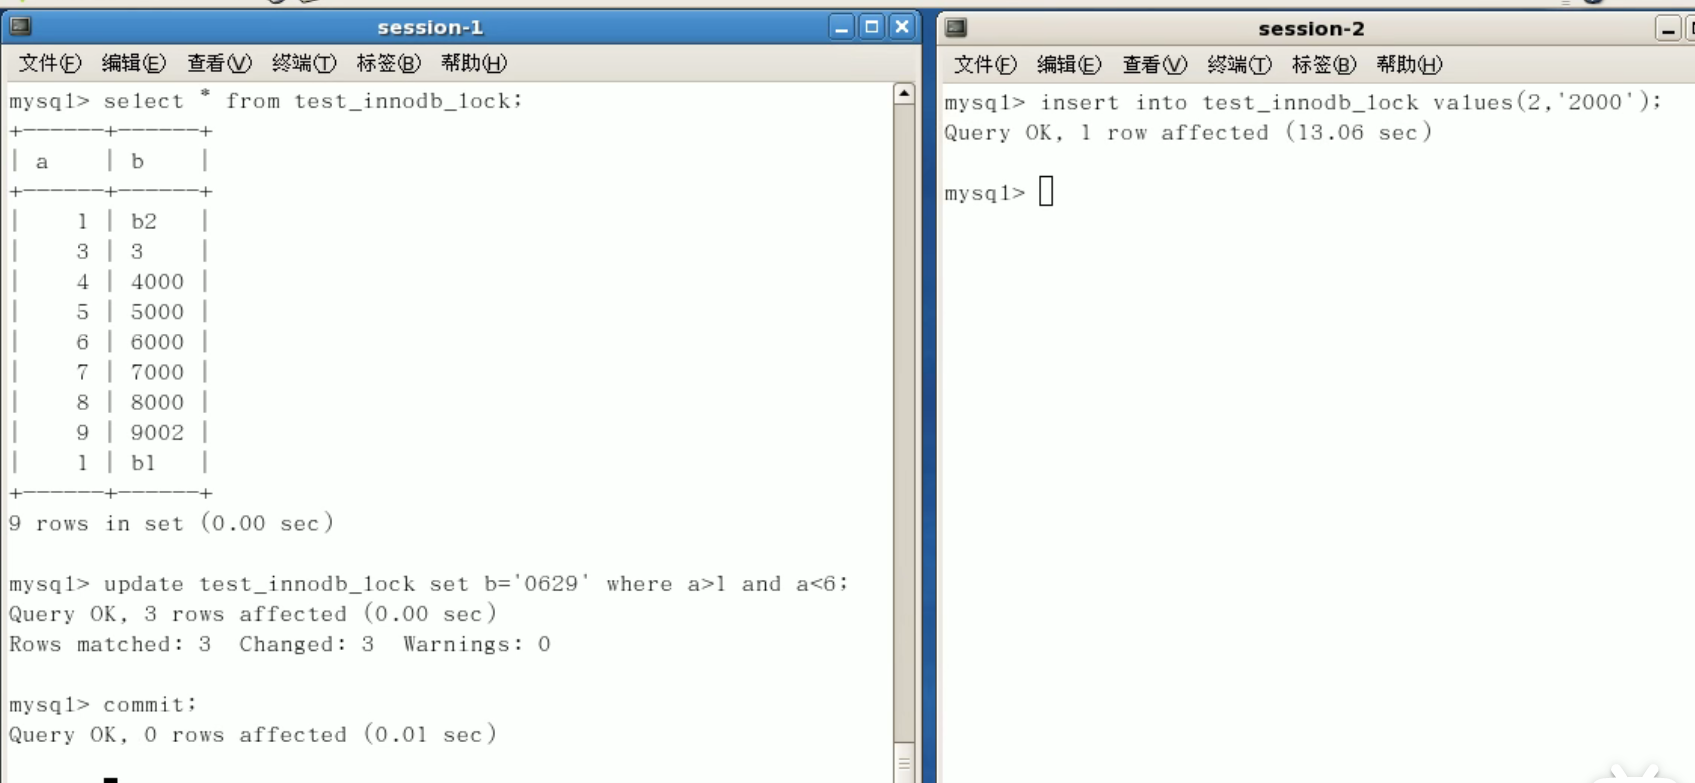 session-1
文件(F) 编辑(E) 查看(V) 终端(T) 标签(B) 帮助(H)
mysql> select * from test_innodb_lock;
+------+------+
| a    | b    |
+------+------+
|    1 | b2   |
|    3 | 3    |
|    4 | 4000 |
|    5 | 5000 |
|    6 | 6000 |
|    7 | 7000 |
|    8 | 8000 |
|    9 | 9002 |
|    1 | b1   |
+------+------+
9 rows in set (0.00 sec)
mysql> update test_innodb_lock set b='0629' where a>1 and a<6;
Query OK, 3 rows affected (0.00 sec)
Rows matched: 3  Changed: 3  Warnings: 0
mysql> commit;
Query OK, 0 rows affected (0.01 sec)
session-2
文件(F) 编辑(E) 查看(V) 终端(T) 标签(B) 帮助(H)
mysql> insert into test_innodb_lock values(2,'2000');
Query OK, 1 row affected (13.06 sec)
mysql>